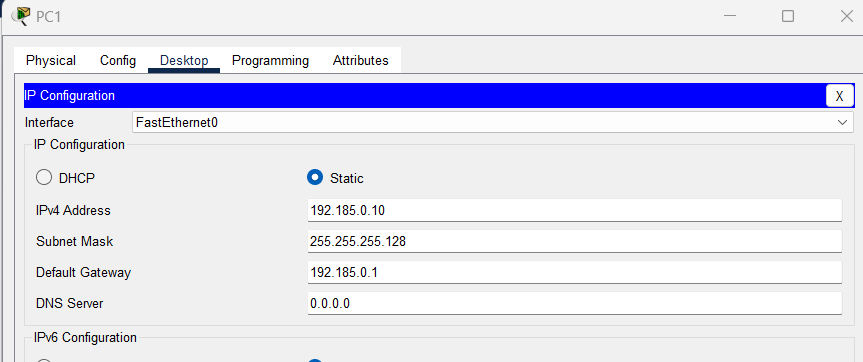 PC1
Physical Config Desktop Programming Attributes
IP Configuration X
Interface FastEthernet0
IP Configuration
DHCP Static
IPv4 Address 192.185.0.10
Subnet Mask 255.255.255.128
Default Gateway 192.185.0.1
DNS Server 0.0.0.0
IPv6 Configuration